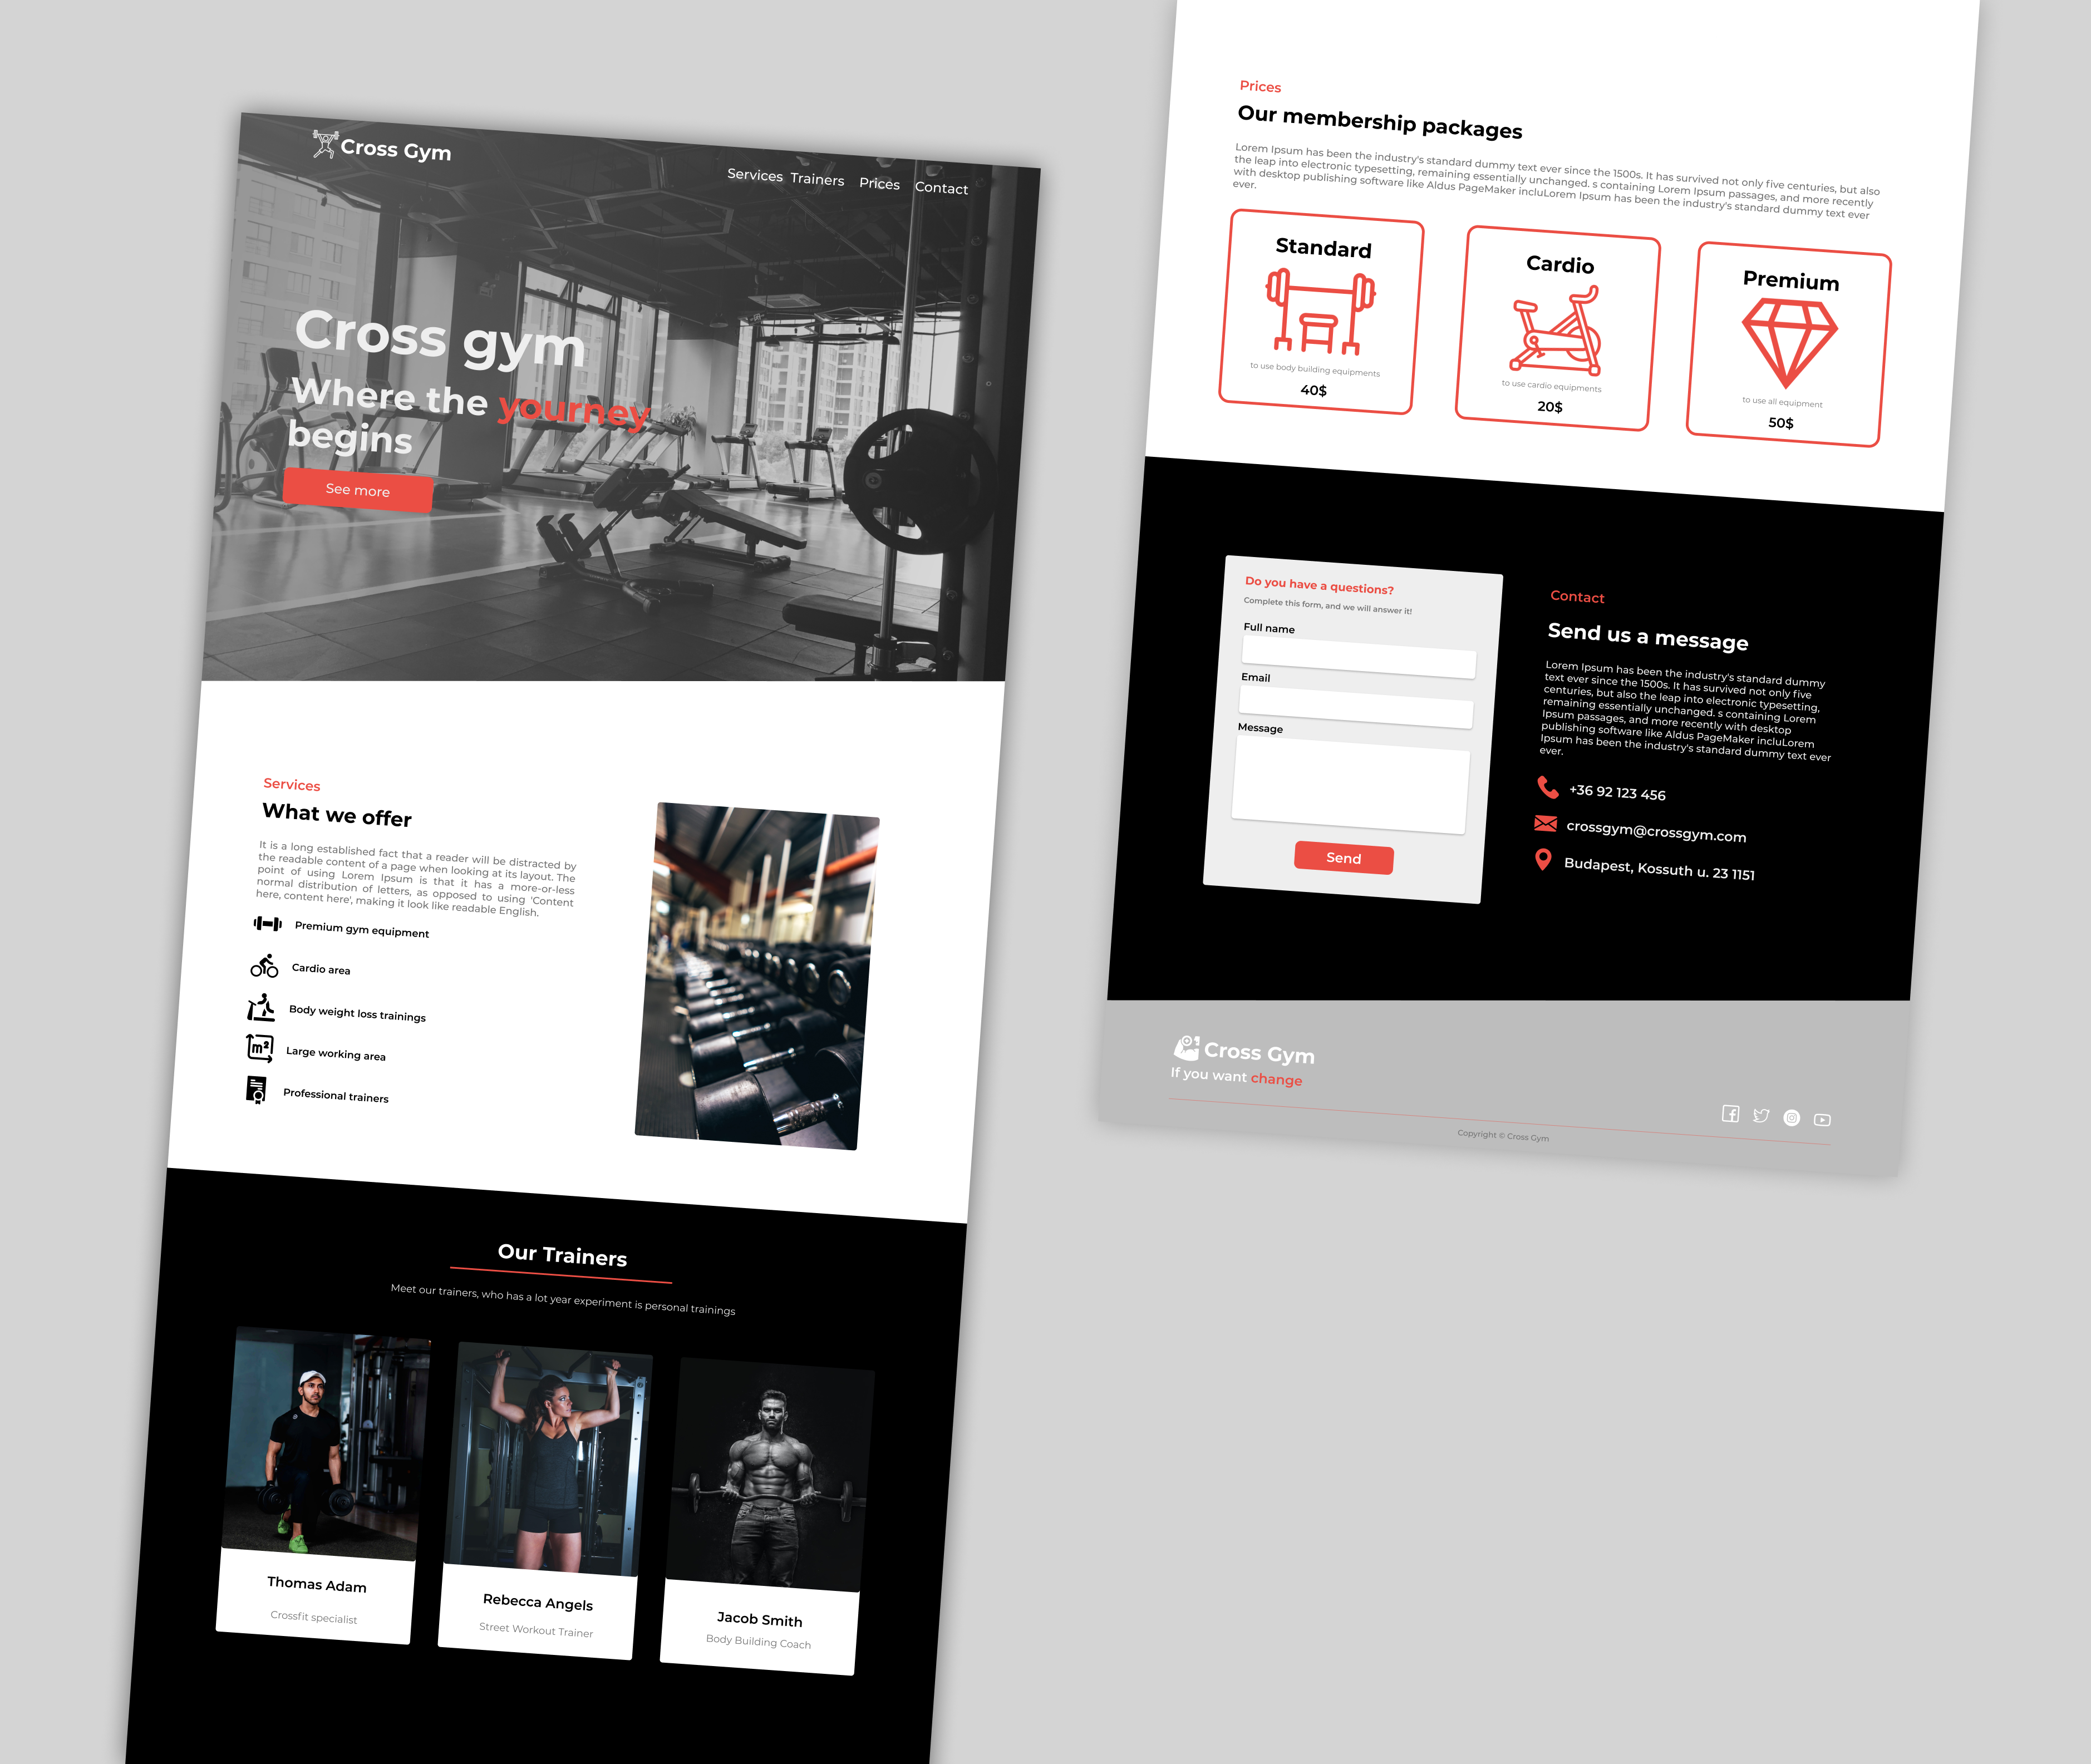 Cross Gym
Services Trainers Prices Contact
Cross gym
Where the yourney
begins
See more
Services
What we offer
It is a long established fact that a reader will be distracted by
the readable content of a page when looking at its layout. The
point of using Lorem Ipsum is that it has a more-or-less
normal distribution of letters, as opposed to using 'Content
here, content here', making it look like readable English.
Premium gym equipment
Cardio area
Body weight loss trainings
m²
Large working area
Professional trainers
Our Trainers
Meet our trainers, who has a lot year experiment is personal trainings
Thomas Adam
Crossfit specialist
Rebecca Angels
Street Workout Trainer
Jacob Smith
Body Building Coach
Prices
Our membership packages
Lorem Ipsum has been the industry's standard dummy text ever since the 1500s. It has survived not only five centuries, but also
the leap into electronic typesetting, remaining essentially unchanged. s containing Lorem Ipsum passages, and more recently
with desktop publishing software like Aldus PageMaker incluLorem Ipsum has been the industry's standard dummy text ever
ever.
Standard
to use body building equipments
40$
Cardio
to use cardio equipments
20$
Premium
to use all equipment
50$
Do you have a questions?
Complete this form, and we will answer it!
Full name
Email
Message
Send
Contact
Send us a message
Lorem Ipsum has been the industry's standard dummy
text ever since the 1500s. It has survived not only five
centuries, but also the leap into electronic typesetting,
remaining essentially unchanged. s containing Lorem
Ipsum passages, and more recently with desktop
publishing software like Aldus PageMaker incluLorem
Ipsum has been the industry's standard dummy text ever
ever.
+36 92 123 456
crossgym@crossgym.com
Budapest, Kossuth u. 23 1151
Cross Gym
If you want change
Copyright © Cross Gym